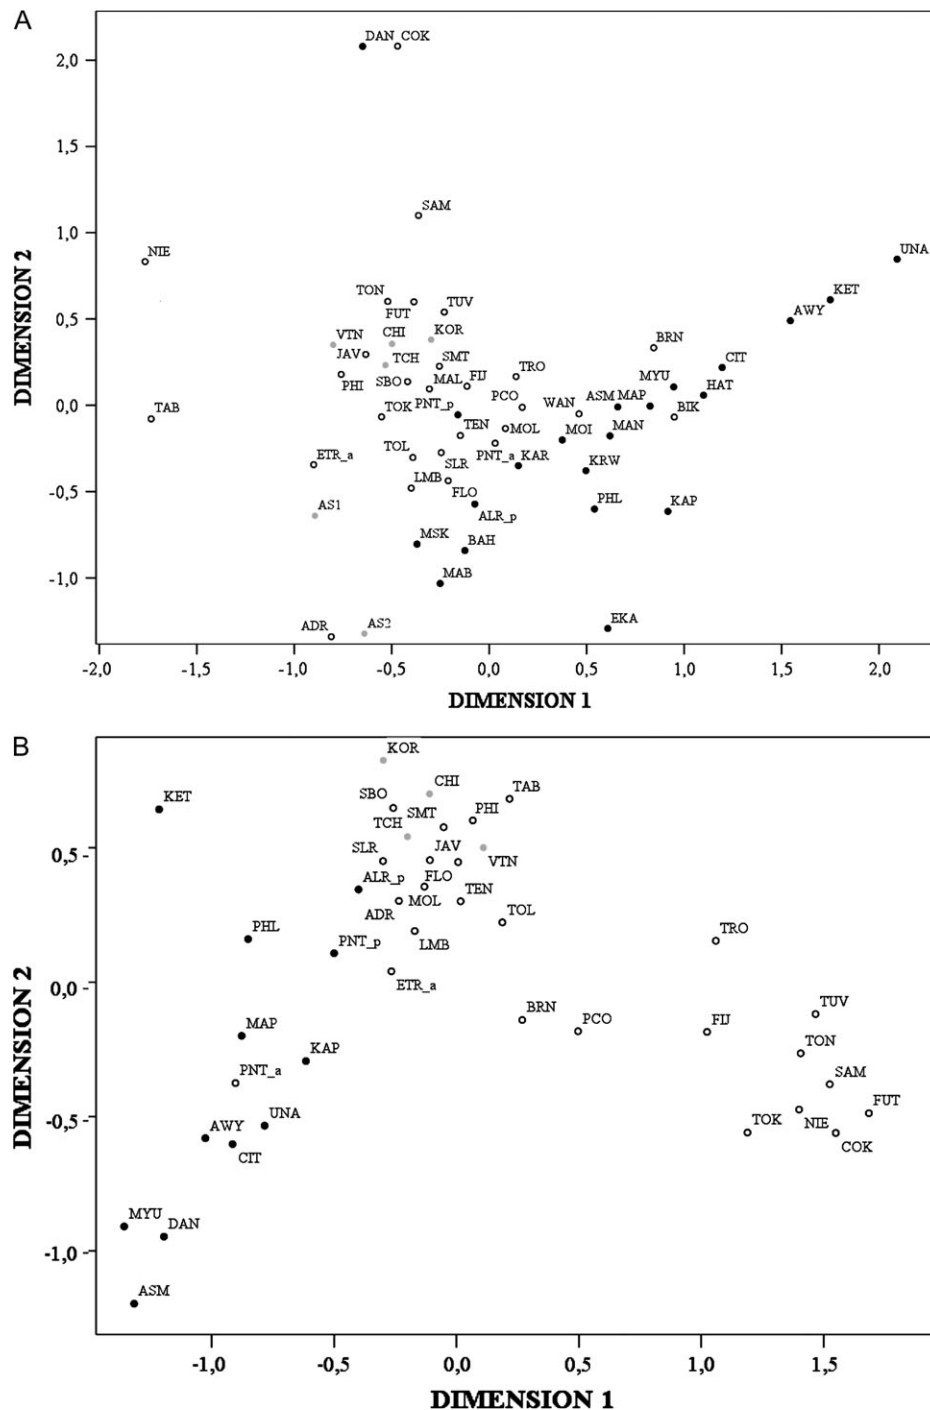 A
DAN COK
2,0
1,5
SAM
1,0
NIE
UNA
KET
TON
FUT
TUV
AWY
0,5
VTN CHI KOR
BRN
JAV TCH SMT
CIT
PHI SBO MAL FIJ TRO
MYU HAT
PCO WAN ASM MAP
0,0
TAB TOK PNT_p
BIK
TEN MOL MOI MAN
ETR_a TOL SLR PNT_a KAR KRW
LMB FLO
-0,5
AS1 ALR_p PHL KAP
MSK BAH
MAB
-1,0
ADR AS2 EKA
DIMENSION 2
-2,0 -1,5 -1,0 -0,5 0,0 0,5 1,0 1,5 2,0
DIMENSION 1
B
KOR
KET SBO CHI TAB
SMT PHI
TCH
0,5
SLR JAV VTN
ALR_p FLO TEN
ADR MOL TOL
PHL PNT_p LMB TRO
ETR_a
0,0
BRN PCO FIJ TUV
MAP KAP TON
PNT_a SAM
FUT
-0,5
AWY UNA TOK NIE
CIT COK
MYU DAN
-1,0
ASM
DIMENSION 2
-1,0 -0,5 0,0 0,5 1,0 1,5
DIMENSION 1